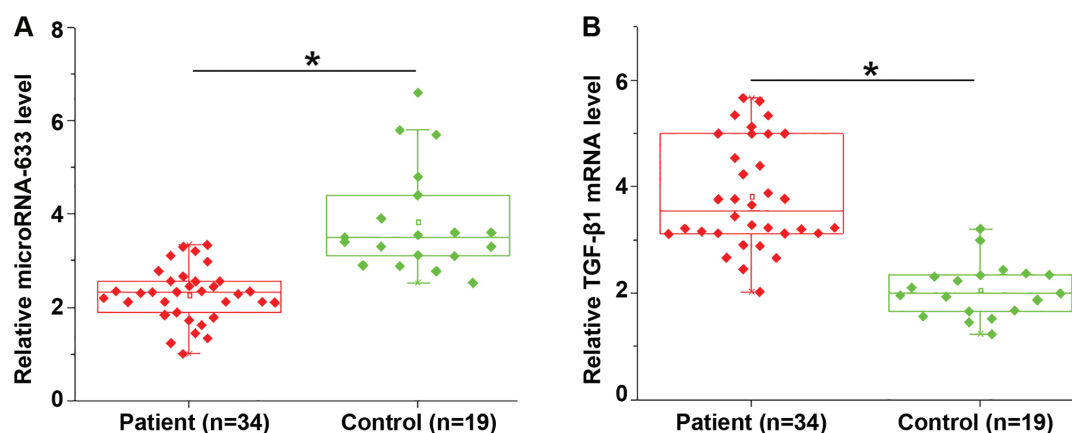 A
Relative microRNA-633 level
8
6
4
2
0
*
Patient (n=34) Control (n=19)
B
Relative TGF-β1 mRNA level
6
4
2
0
*
Patient (n=34) Control (n=19)